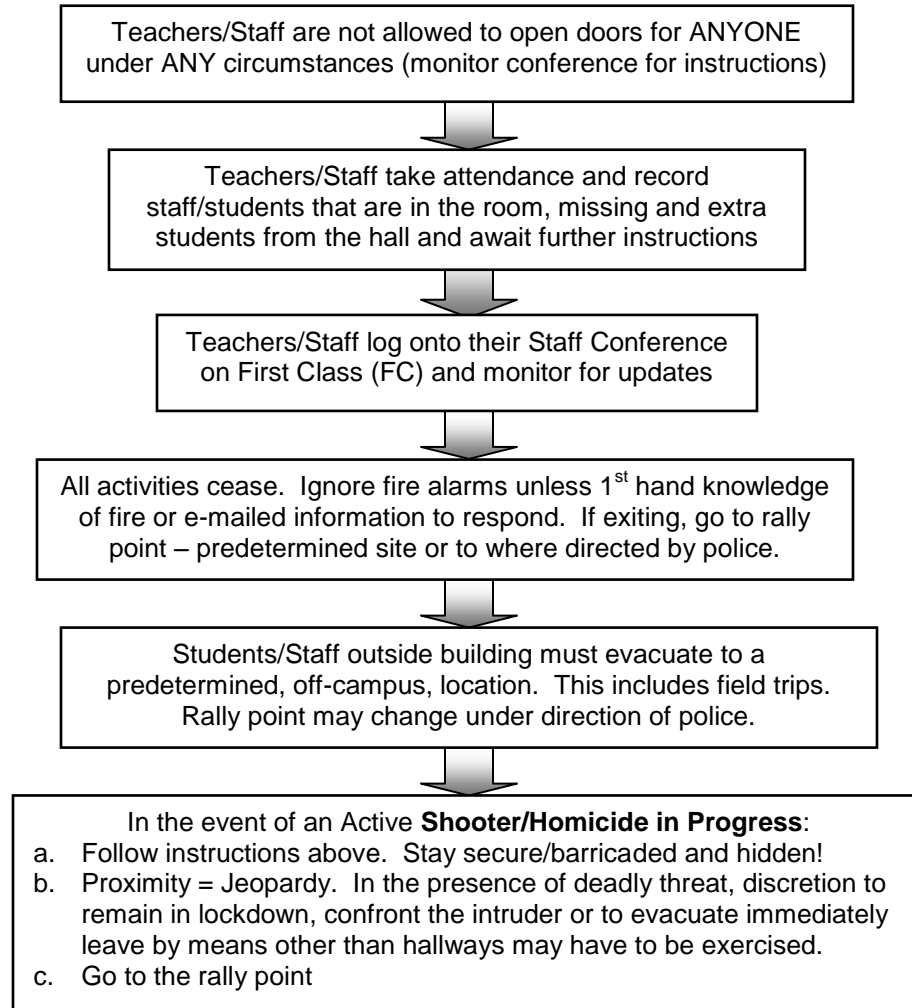 Teachers/Staff are not allowed to open doors for ANYONE
under ANY circumstances (monitor conference for instructions)
Teachers/Staff take attendance and record
staff/students that are in the room, missing and extra
students from the hall and await further instructions
Teachers/Staff log onto their Staff Conference
on First Class (FC) and monitor for updates
All activities cease.  Ignore fire alarms unless 1st hand knowledge
of fire or e-mailed information to respond.  If exiting, go to rally
point – predetermined site or to where directed by police.
Students/Staff outside building must evacuate to a
predetermined, off-campus, location.  This includes field trips.
Rally point may change under direction of police.
In the event of an Active Shooter/Homicide in Progress:
a. Follow instructions above.  Stay secure/barricaded and hidden!
b. Proximity = Jeopardy.  In the presence of deadly threat, discretion to
remain in lockdown, confront the intruder or to evacuate immediately
leave by means other than hallways may have to be exercised.
c. Go to the rally point